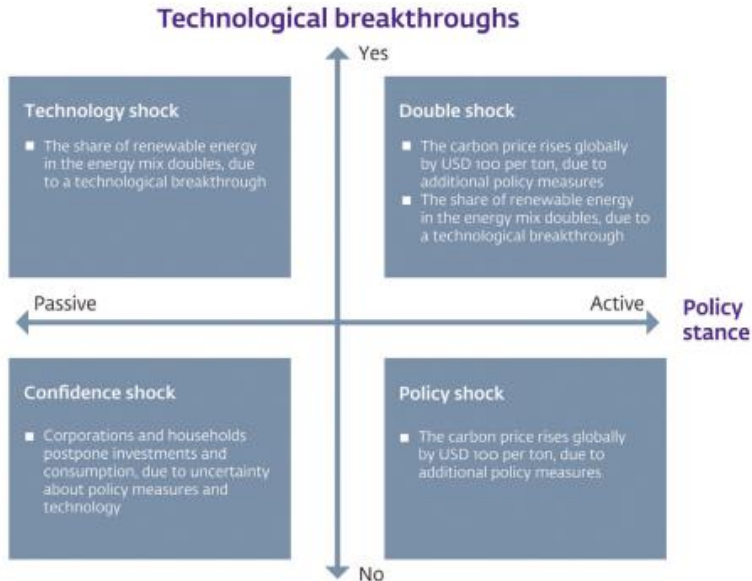 Technological breakthroughs
Yes
Technology shock
■ The share of renewable energy
in the energy mix doubles, due
to a technological breakthrough
Double shock
■ The carbon price rises globally
by USD 100 per ton, due to
additional policy measures
■ The share of renewable energy
in the energy mix doubles, due to
a technological breakthrough
Passive
Active
Policy
stance
Confidence shock
■ Corporations and households
postpone investments and
consumption, due to uncertainty
about policy measures and
technology
Policy shock
■ The carbon price rises globally
by USD 100 per ton, due to
additional policy measures
No